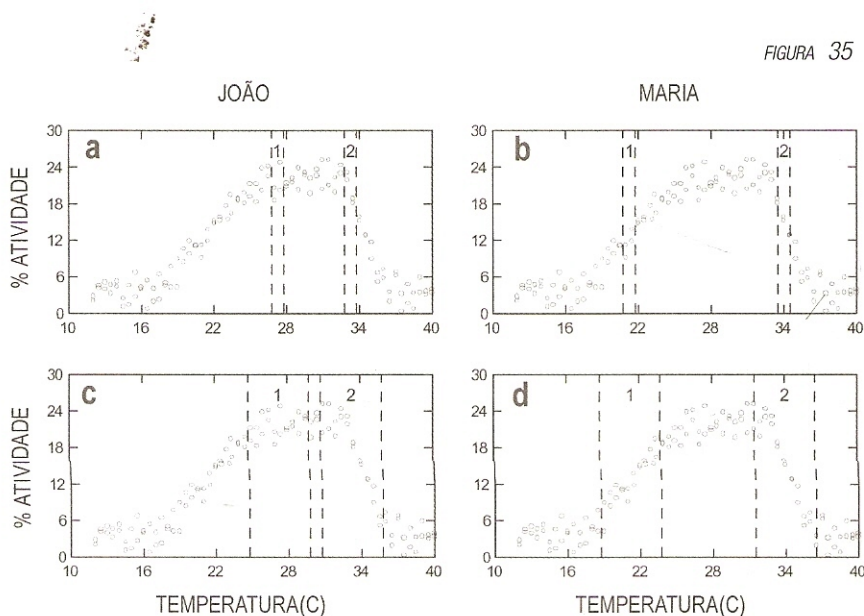 FIGURA 35
JOÃO MARIA
a 1 2 b 1 2
% ATIVIDADE
30 30
24 24
18 18
12 12
6 6
0 0
10 16 22 28 34 40 10 16 22 28 34 40
c 1 2 d 1 2
% ATIVIDADE
30 30
24 24
18 18
12 12
6 6
0 0
10 16 22 28 34 40 10 16 22 28 34 40
TEMPERATURA(C) TEMPERATURA(C)